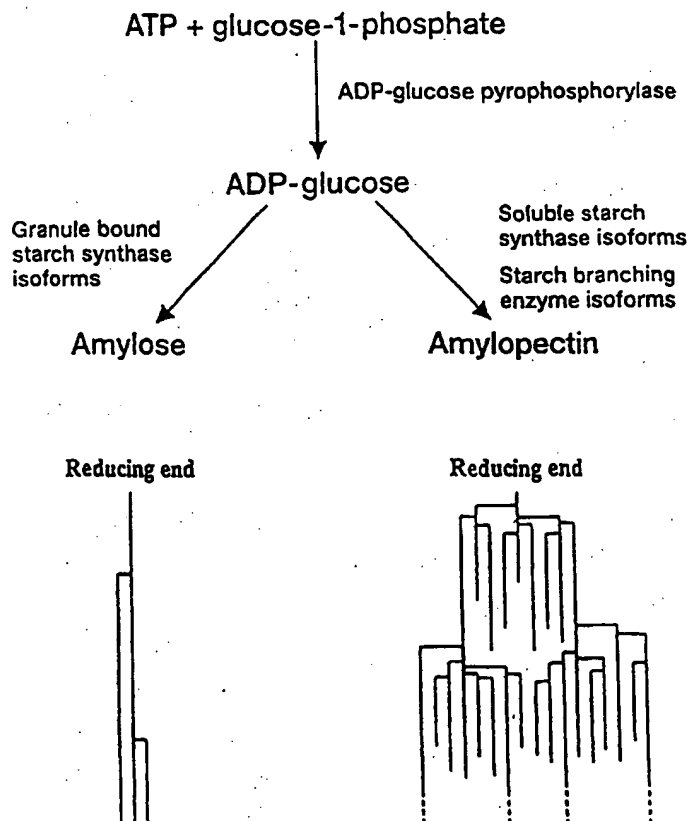 ATP + glucose-1-phosphate
ADP-glucose pyrophosphorylase
ADP-glucose
Granule bound
starch synthase
isoforms
Soluble starch
synthase isoforms
Starch branching
enzyme isoforms
Amylose
Amylopectin
Reducing end
Reducing end